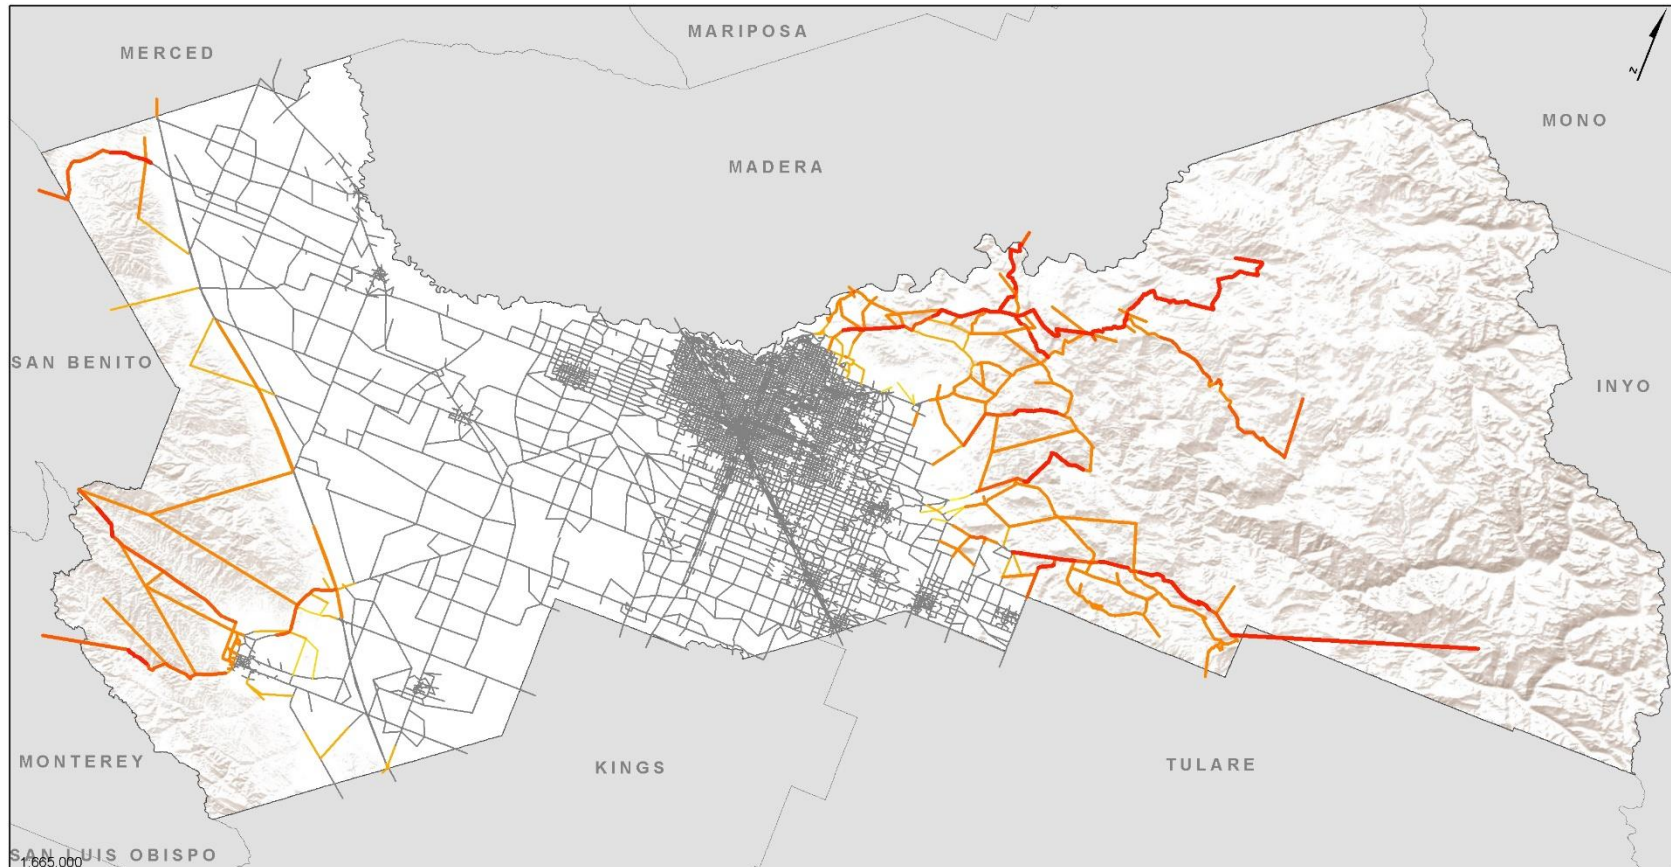 MARIPOSA
MERCED
Z
MONO
MADERA
SAN BENITO
INYO
MONTEREY
KINGS
TULARE
SAN LUIS OBISPO
1:665,000